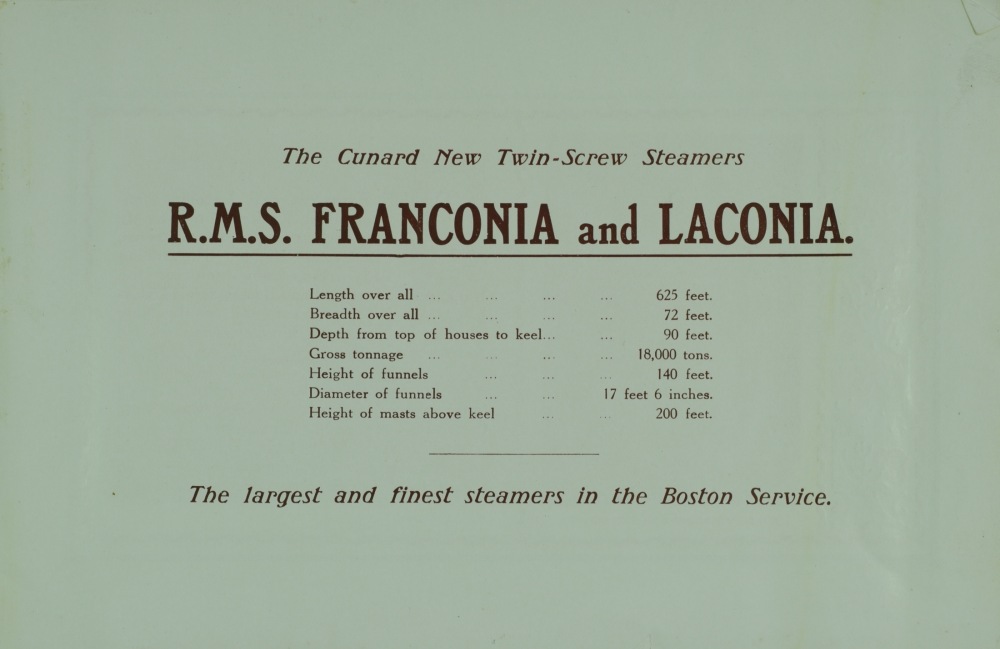 The Cunard New Twin-Screw Steamers
R.M.S. FRANCONIA and LACONIA.
Length over all ... ... ... ... 625 feet.
Breadth over all ... ... ... ... 72 feet.
Depth from top of houses to keel... ... 90 feet.
Gross tonnage ... ... ... ... 18,000 tons.
Height of funnels ... ... ... 140 feet.
Diameter of funnels ... ... 17 feet 6 inches.
Height of masts above keel ... ... 200 feet.
The largest and finest steamers in the Boston Service.